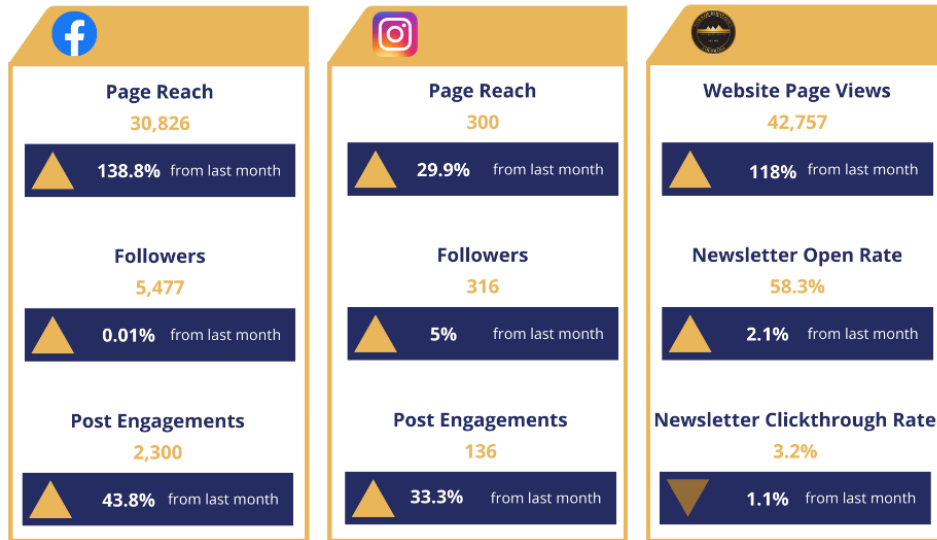 Page Reach
30,826
138.8% from last month
Followers
5,477
0.01% from last month
Post Engagements
2,300
43.8% from last month
Page Reach
300
29.9% from last month
Followers
316
5% from last month
Post Engagements
136
33.3% from last month
Website Page Views
42,757
118% from last month
Newsletter Open Rate
58.3%
2.1% from last month
Newsletter Clickthrough Rate
3.2%
1.1% from last month